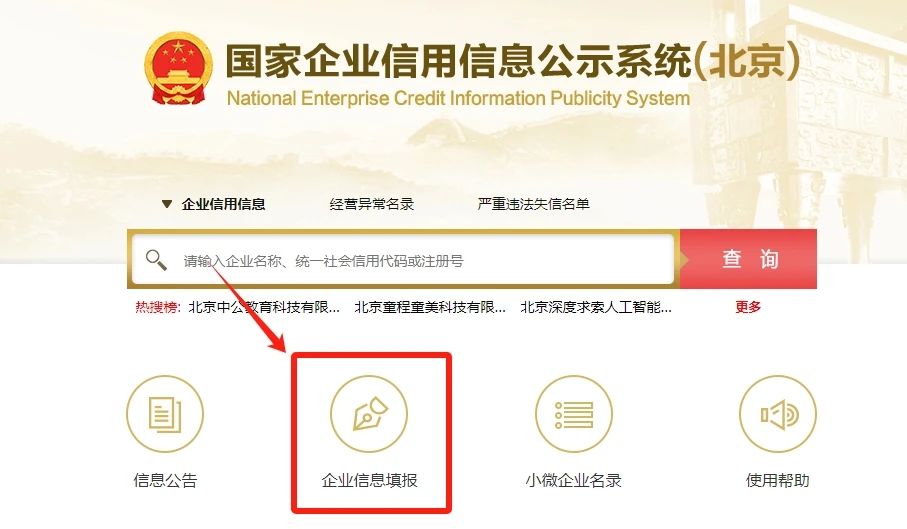 国家企业信用信息公示系统(北京)
National Enterprise Credit Information Publicity System
企业信用信息 经营异常名录 严重违法失信名单
请输入企业名称、统一社会信用代码或注册号 查 询
热搜榜: 北京中公教育科技有限... 北京童程童美科技有限... 北京深度求索人工智能... 更多
信息公告 企业信息填报 小微企业名录 使用帮助